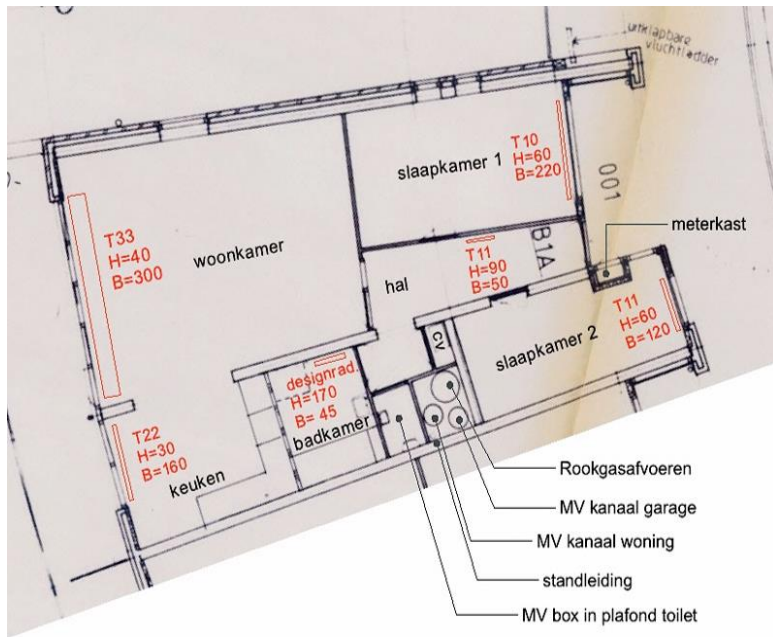 uitklapbare
vluchtladder
T10
H=60
B=220
slaapkamer 1
001
meterkast
T33
H=40
B=300
woonkamer
B1A
T11
H=90
B=50
hal
T11
H=60
B=120
CV
slaapkamer 2
designrad.
H=170
B= 45
badkamer
T22
H=30
B=160
keuken
Rookgasafvoeren
MV kanaal garage
MV kanaal woning
standleiding
MV box in plafond toilet